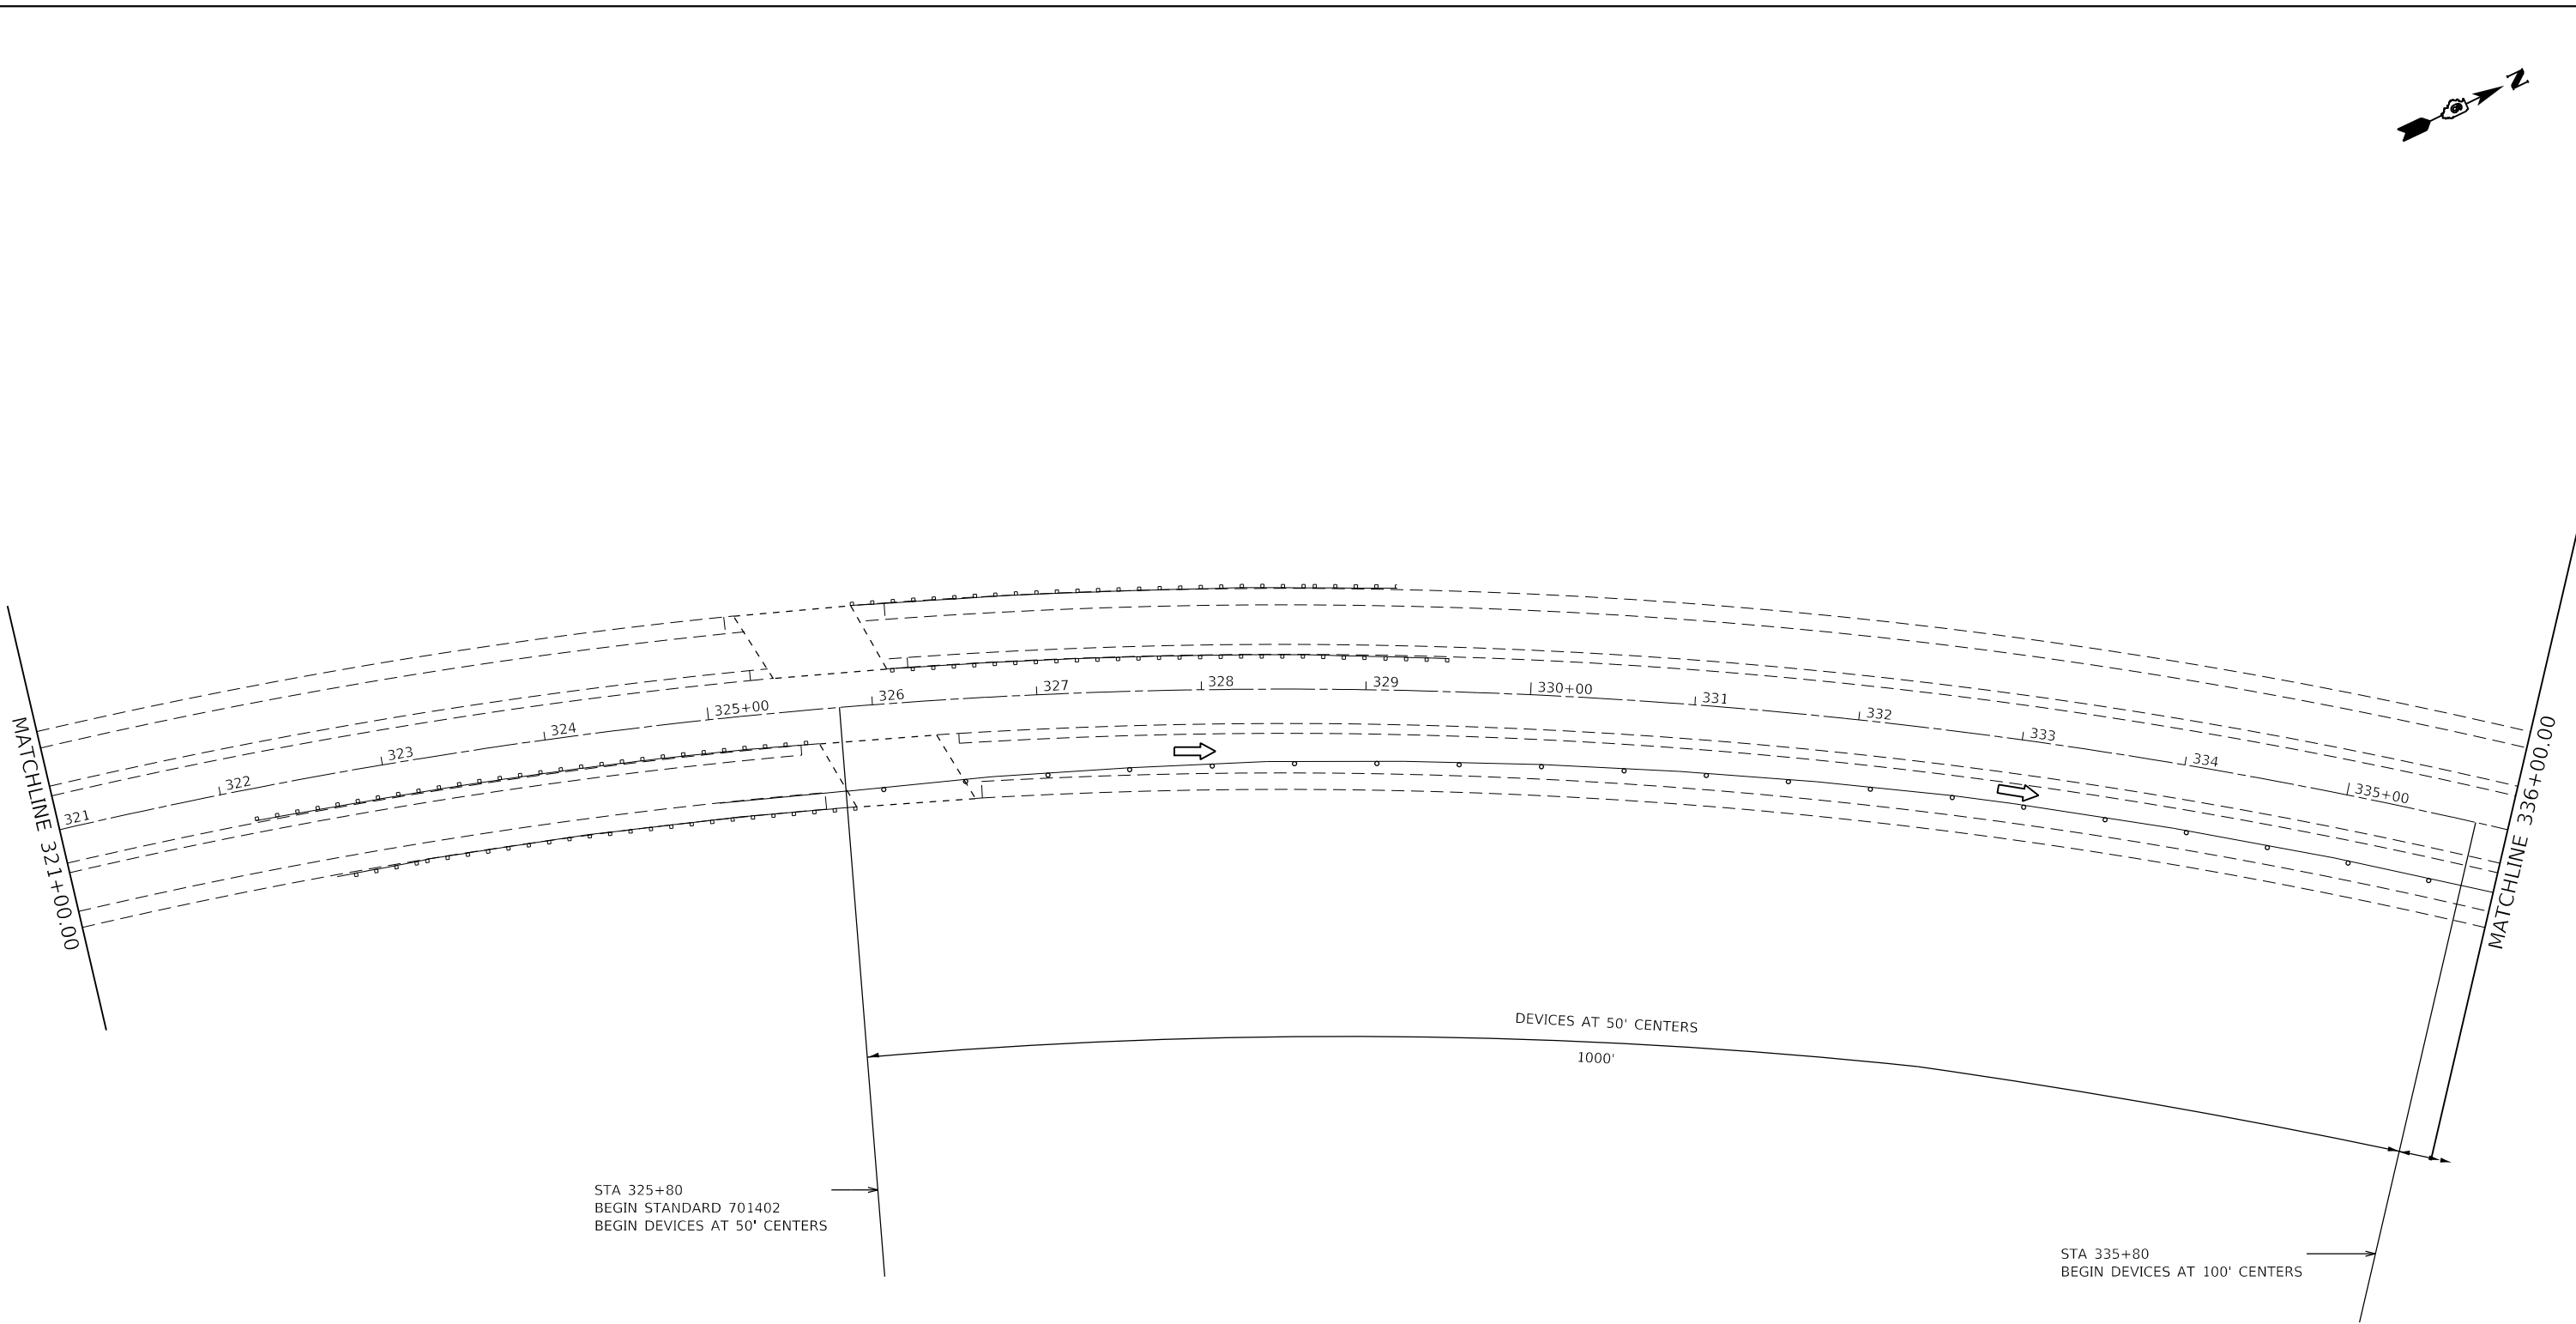 N
326
327
328
329
330+00
331
332
333
334
335+00
325+00
324
323
322
321
MATCHLINE 321+00.00
MATCHLINE 336+00.00
DEVICES AT 50' CENTERS
1000'
STA 325+80
BEGIN STANDARD 701402
BEGIN DEVICES AT 50' CENTERS
STA 335+80
BEGIN DEVICES AT 100' CENTERS